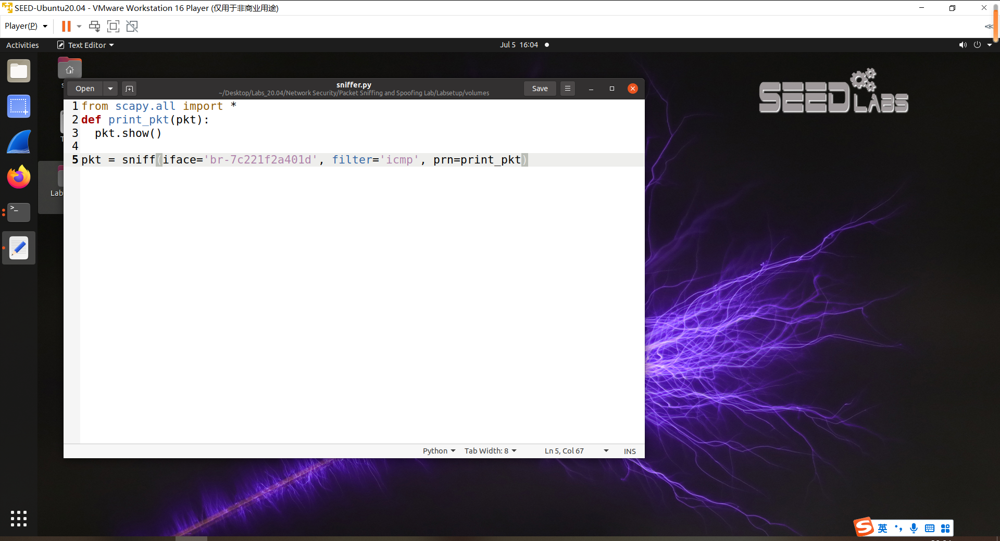 SEED-Ubuntu20.04 - VMware Workstation 16 Player (仅用于非商业用途)
Player(P)
Activities
Text Editor
Jul 5 16:04
SEED LABS
Open
sniffer.py
~/Desktop/Labs_20.04/Network Security/Packet Sniffing and Spoofing Lab/Labsetup/volumes
Save
1 from scapy.all import *
2 def print_pkt(pkt):
3   pkt.show()
4
5 pkt = sniff(iface='br-7c221f2a401d', filter='icmp', prn=print_pkt)
Lab
Python
Tab Width: 8
Ln 5, Col 67
INS
英